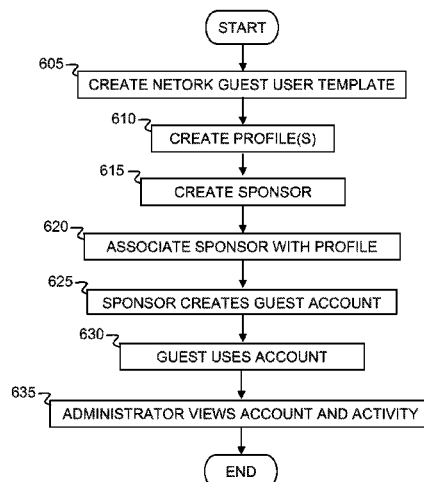 START
605
CREATE NETORK GUEST USER TEMPLATE
610
CREATE PROFILE(S)
615
CREATE SPONSOR
620
ASSOCIATE SPONSOR WITH PROFILE
625
SPONSOR CREATES GUEST ACCOUNT
630
GUEST USES ACCOUNT
635
ADMINISTRATOR VIEWS ACCOUNT AND ACTIVITY
END